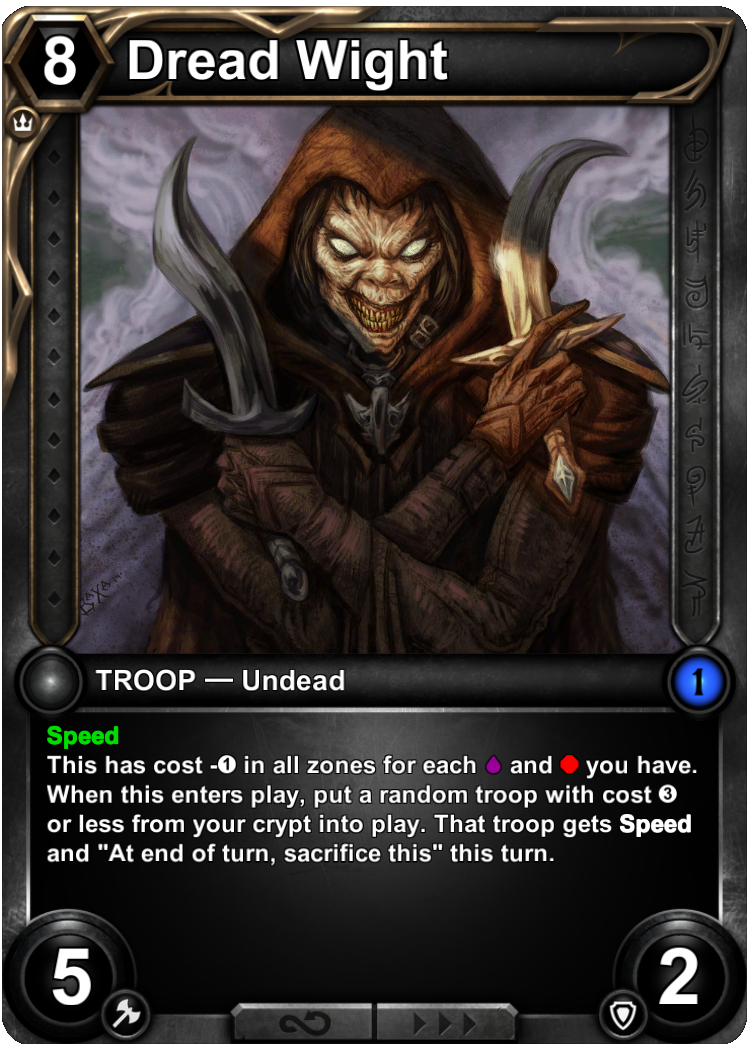 8 Dread Wight
BAXA
TROOP — Undead 1
Speed
This has cost -1 in all zones for each and you have.
When this enters play, put a random troop with cost 3
or less from your crypt into play. That troop gets Speed
and "At end of turn, sacrifice this" this turn.
5 2